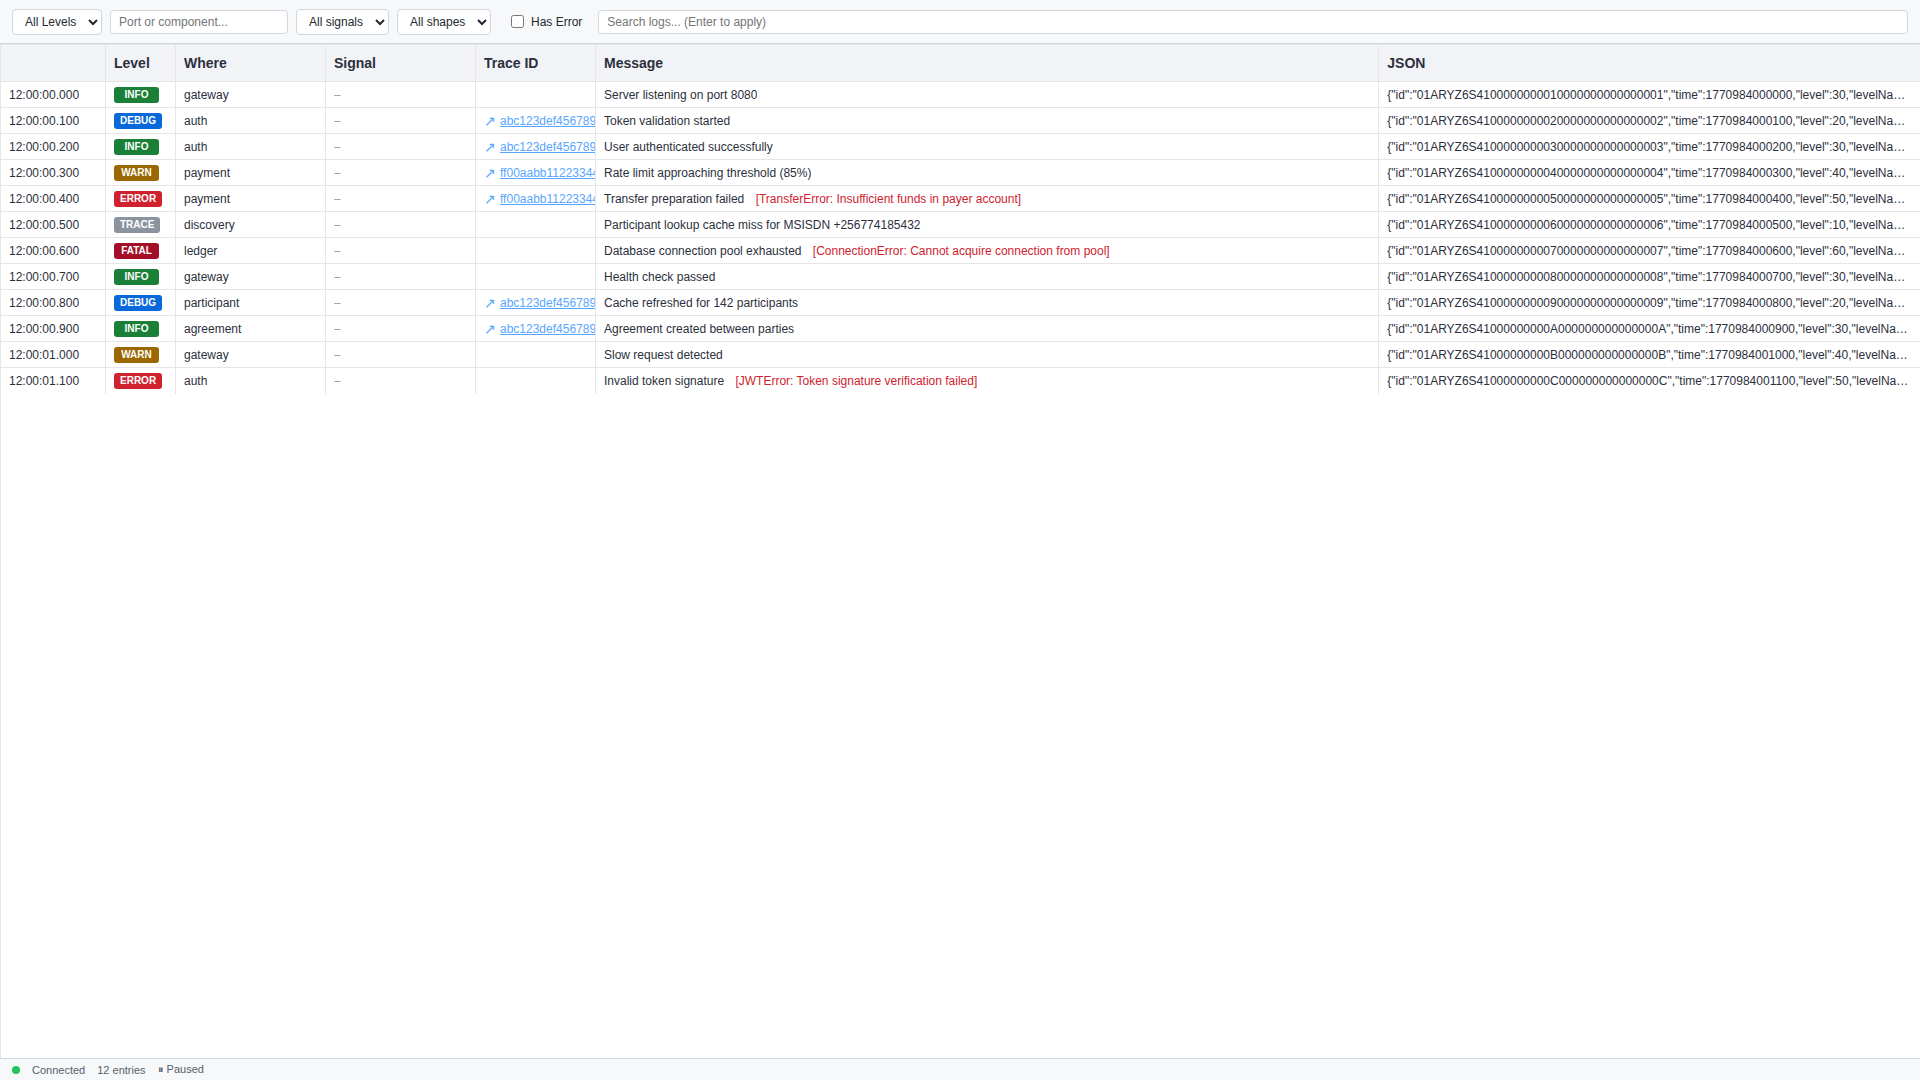 All Levels Port or component... All signals All shapes Has Error Search logs... (Enter to apply)
Level Where Signal Trace ID Message JSON
12:00:00.000 INFO gateway – Server listening on port 8080 {"id":"01ARYZ6S410000000000010000000000000001","time":1770984000000,"level":30,"levelNa…
12:00:00.100 DEBUG auth – ↗ abc123def456789 Token validation started {"id":"01ARYZ6S410000000000020000000000000002","time":1770984000100,"level":20,"levelNa…
12:00:00.200 INFO auth – ↗ abc123def456789 User authenticated successfully {"id":"01ARYZ6S410000000000030000000000000003","time":1770984000200,"level":30,"levelNa…
12:00:00.300 WARN payment – ↗ ff00aabb11223344 Rate limit approaching threshold (85%) {"id":"01ARYZ6S410000000000040000000000000004","time":1770984000300,"level":40,"levelNa…
12:00:00.400 ERROR payment – ↗ ff00aabb11223344 Transfer preparation failed [TransferError: Insufficient funds in payer account] {"id":"01ARYZ6S410000000000050000000000000005","time":1770984000400,"level":50,"levelNa…
12:00:00.500 TRACE discovery – Participant lookup cache miss for MSISDN +256774185432 {"id":"01ARYZ6S410000000000060000000000000006","time":1770984000500,"level":10,"levelNa…
12:00:00.600 FATAL ledger – Database connection pool exhausted [ConnectionError: Cannot acquire connection from pool] {"id":"01ARYZ6S410000000000070000000000000007","time":1770984000600,"level":60,"levelNa…
12:00:00.700 INFO gateway – Health check passed {"id":"01ARYZ6S410000000000080000000000000008","time":1770984000700,"level":30,"levelNa…
12:00:00.800 DEBUG participant – ↗ abc123def456789 Cache refreshed for 142 participants {"id":"01ARYZ6S410000000000090000000000000009","time":1770984000800,"level":20,"levelNa…
12:00:00.900 INFO agreement – ↗ abc123def456789 Agreement created between parties {"id":"01ARYZ6S41000000000A000000000000000A","time":1770984000900,"level":30,"levelNa…
12:00:01.000 WARN gateway – Slow request detected {"id":"01ARYZ6S41000000000B000000000000000B","time":1770984001000,"level":40,"levelNa…
12:00:01.100 ERROR auth – Invalid token signature [JWTError: Token signature verification failed] {"id":"01ARYZ6S41000000000C000000000000000C","time":1770984001100,"level":50,"levelNa…
Connected 12 entries Paused